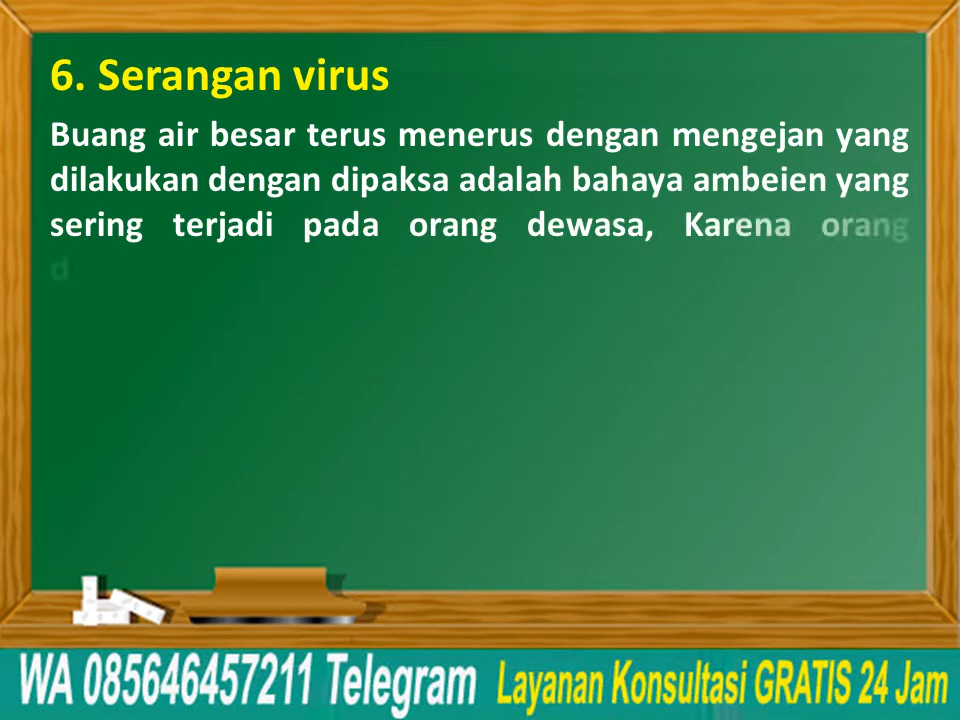 6. Serangan virus
Buang air besar terus menerus dengan mengejan yang
dilakukan dengan dipaksa adalah bahaya ambeien yang
sering terjadi pada orang dewasa, Karena orang
d
WA 085646457211 Telegram Layanan Konsultasi GRATIS 24 Jam